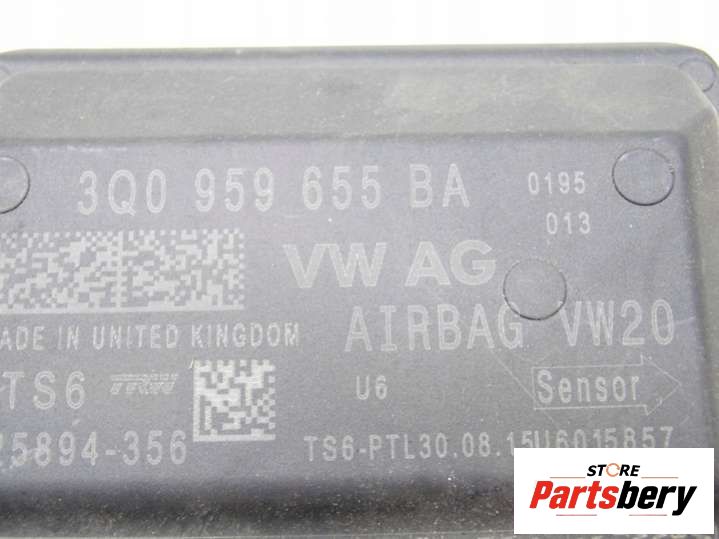 3Q0 959 655 BA
0195
013
VW AG
ADE IN UNITED KINGDOM
AIRBAG VW20
TS6 TRW
U6
Sensor
5894-356
TS6-PTL30.08.15U6015857
STORE
Partsbery